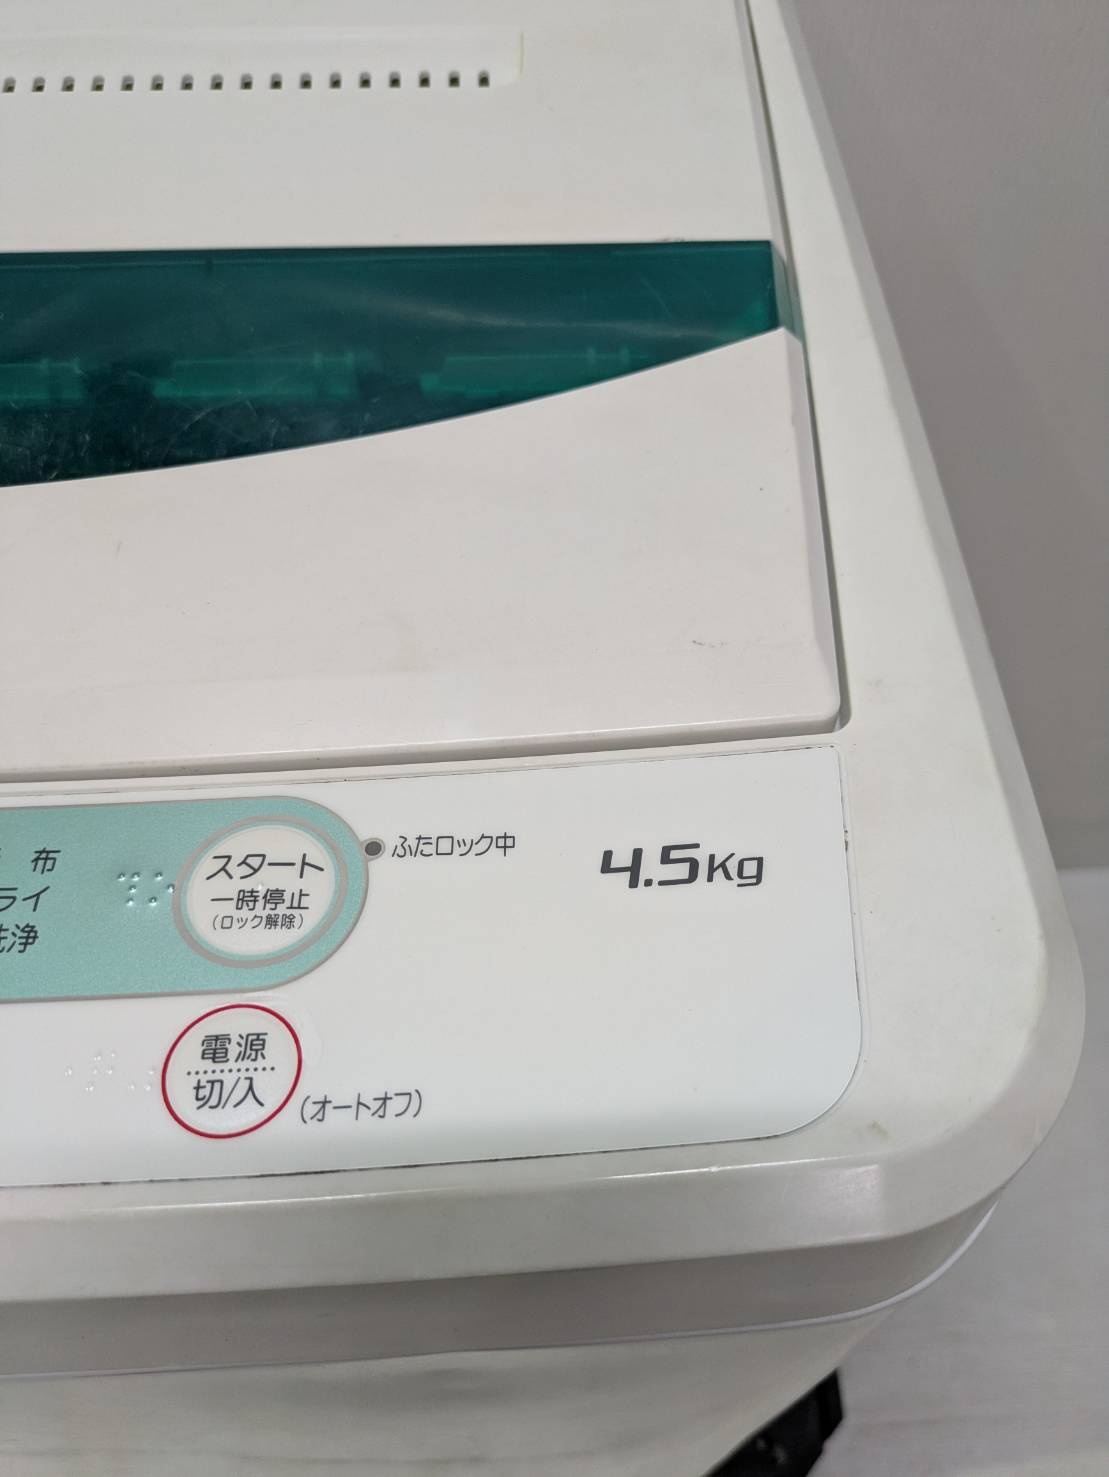 布
ライ
洗浄
スタート
一時停止
(ロック解除)
ふたロック中
4.5Kg
電源
切/入
(オートオフ)